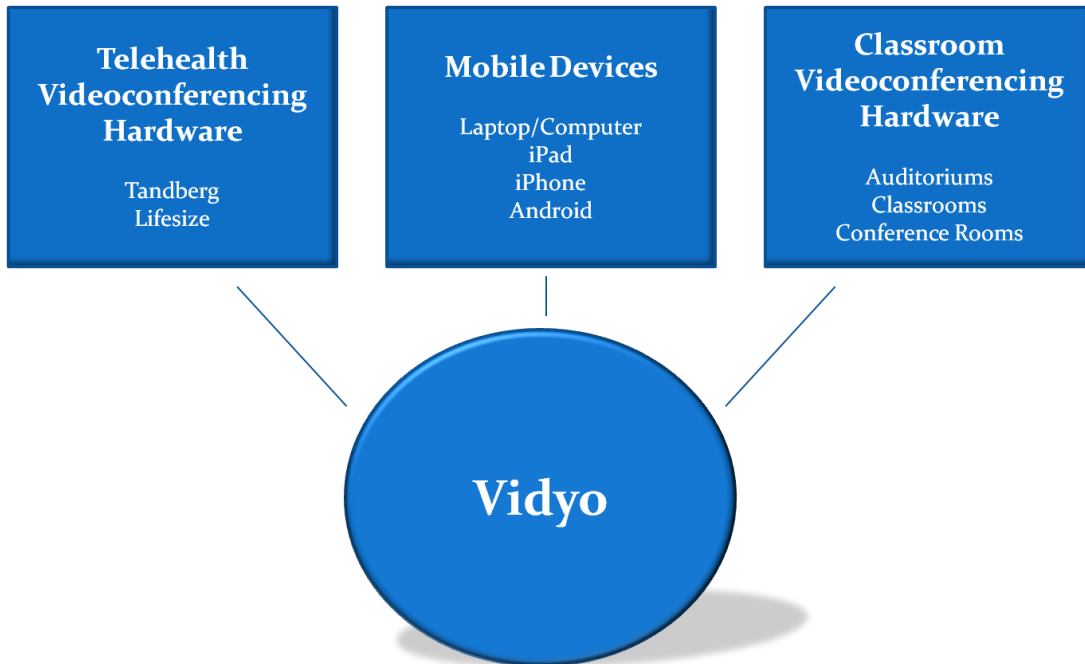 Telehealth
Videoconferencing
Hardware
Tandberg
Lifesize
Mobile Devices
Laptop/Computer
iPad
iPhone
Android
Classroom
Videoconferencing
Hardware
Auditoriums
Classrooms
Conference Rooms
Vidyo